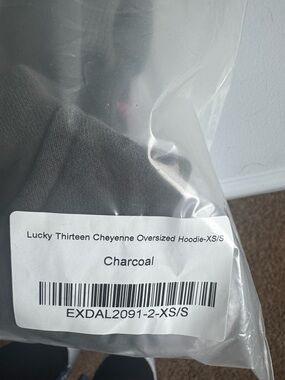 Lucky Thirteen Cheyenne Oversized Hoodie-XS/S
Charcoal
EXDAL2091-2-XS/S